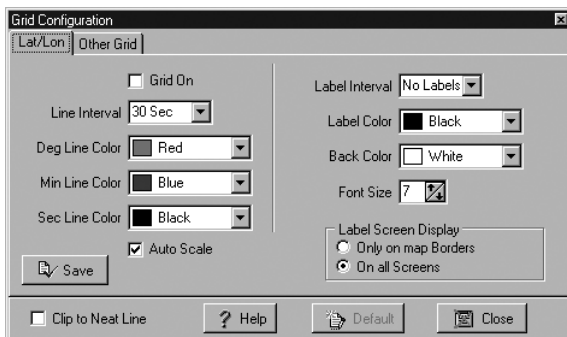 Grid Configuration
Lat/Lon
Other Grid
Grid On
Line Interval 30 Sec
Deg Line Color Red
Min Line Color Blue
Sec Line Color Black
Auto Scale
Save
Label Interval No Labels
Label Color Black
Back Color White
Font Size 7
Label Screen Display
Only on map Borders
On all Screens
Clip to Neat Line
? Help
Default
Close